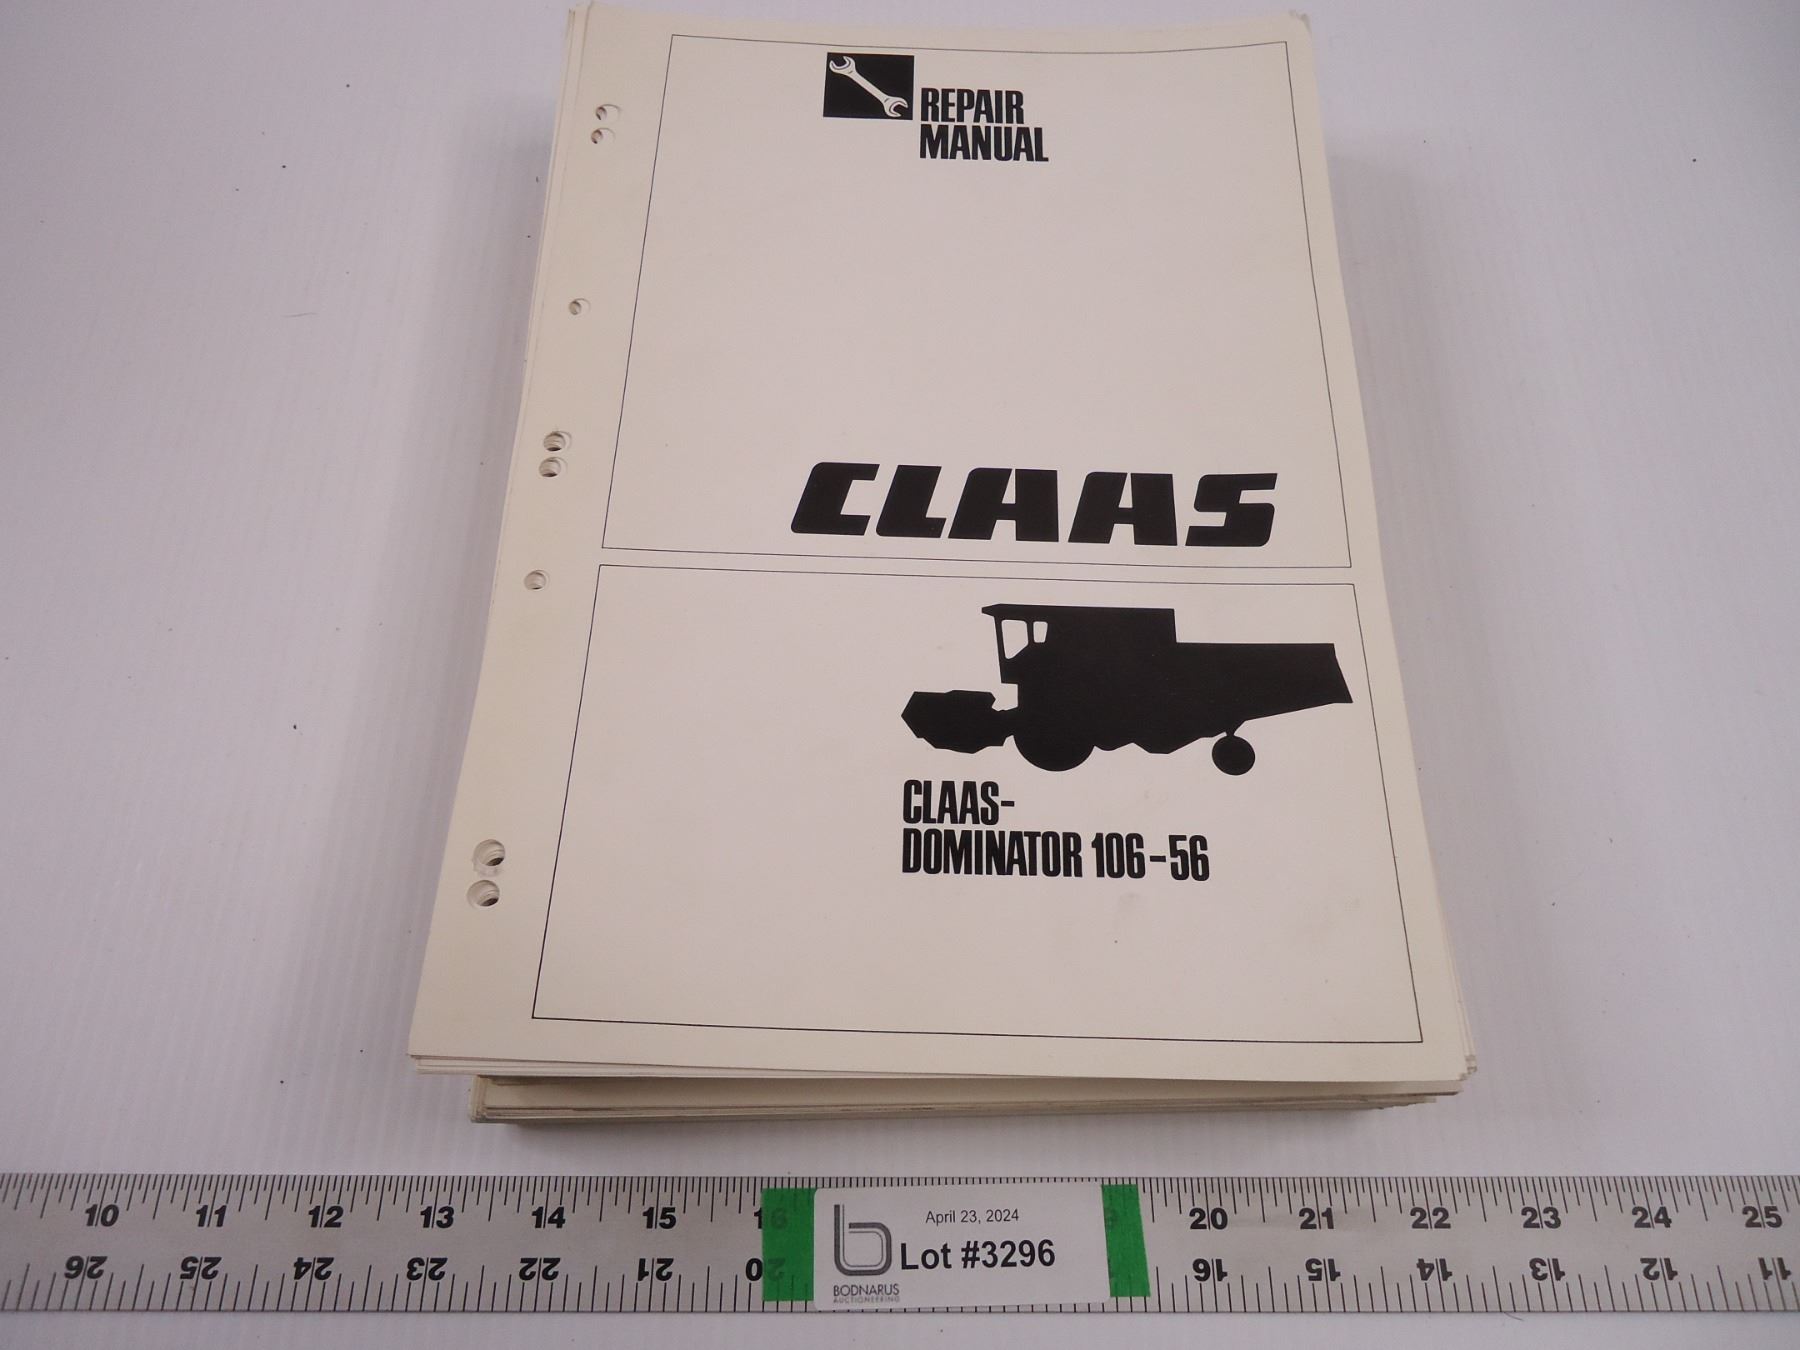 REPAIR
MANUAL
CLAAS
CLAAS-
DOMINATOR 106-56
10 11 12 13 14 15 16 20 21 22 23 24 25
April 23, 2024
Lot #3296
BODNARUS
AUCTIONEERING
26 25 24 23 22 21 20 16 15 14 13 12 11